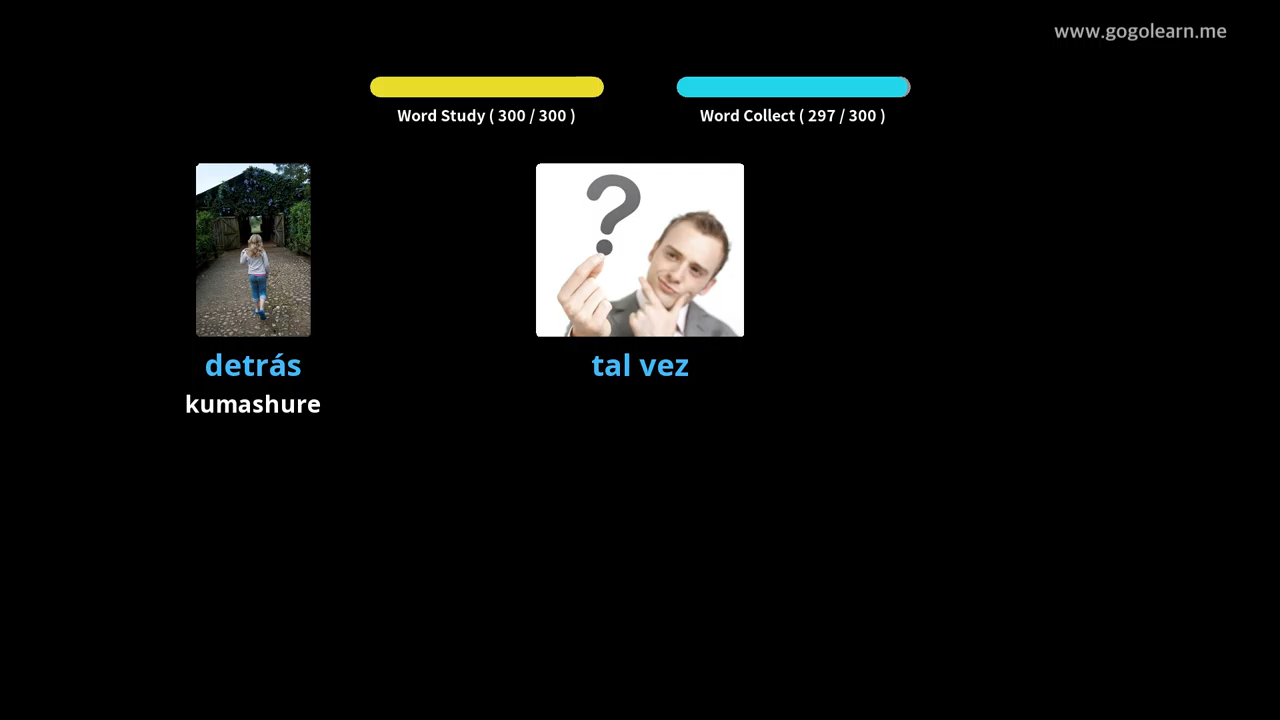 www.gogolearn.me
Word Study ( 300 / 300 )
Word Collect ( 297 / 300 )
detrás
kumashure
tal vez